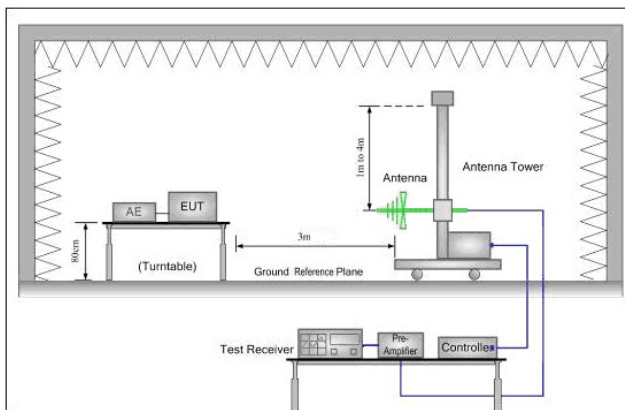 1m to 4m
Antenna
Antenna Tower
AE
EUT
3m
80cm
(Turntable)
Ground Reference Plane
Test Receiver
Pre-
Amplifier
Controller